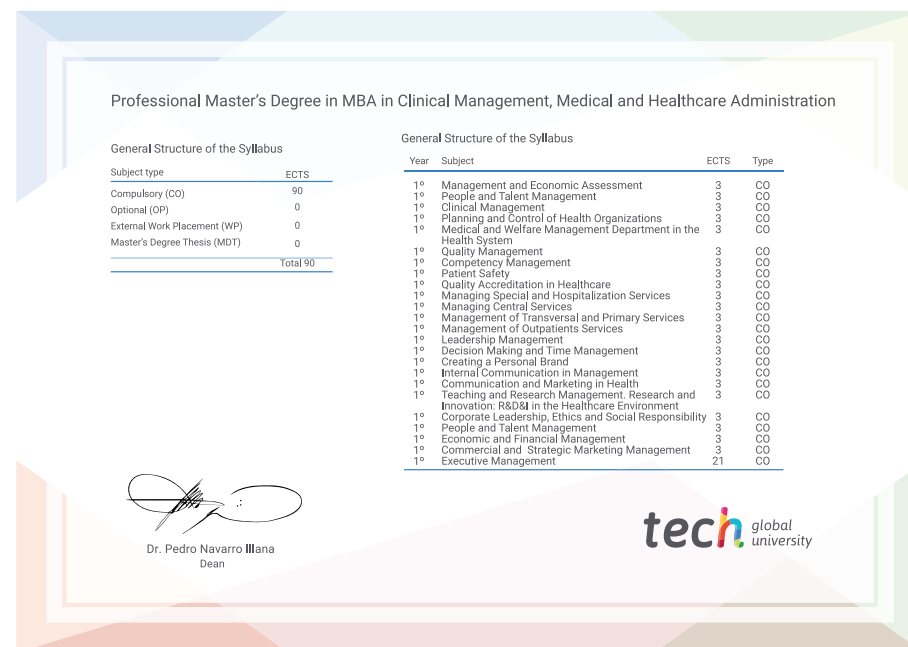 Professional Master's Degree in MBA in Clinical Management, Medical and Healthcare Administration
General Structure of the Syllabus
Subject type ECTS
Compulsory (CO) 90
Optional (OP) 0
External Work Placement (WP) 0
Master's Degree Thesis (MDT) 0
Total 90
General Structure of the Syllabus
Year Subject ECTS Type
1º Management and Economic Assessment 3 CO
1º People and Talent Management 3 CO
1º Clinical Management 3 CO
1º Planning and Control of Health Organizations 3 CO
1º Medical and Welfare Management Department in the 3 CO
Health System
1º Quality Management 3 CO
1º Competency Management 3 CO
1º Patient Safety 3 CO
1º Quality Accreditation in Healthcare 3 CO
1º Managing Special and Hospitalization Services 3 CO
1º Managing Central Services 3 CO
1º Management of Transversal and Primary Services 3 CO
1º Management of Outpatients Services 3 CO
1º Leadership Management 3 CO
1º Decision Making and Time Management 3 CO
1º Creating a Personal Brand 3 CO
1º Internal Communication in Management 3 CO
1º Communication and Marketing in Health 3 CO
1º Teaching and Research Management. Research and 3 CO
Innovation: R&D&I in the Healthcare Environment
1º Corporate Leadership, Ethics and Social Responsibility 3 CO
1º People and Talent Management 3 CO
1º Economic and Financial Management 3 CO
1º Commercial and Strategic Marketing Management 3 CO
1º Executive Management 21 CO
Dr. Pedro Navarro Illana
Dean
tech global
university